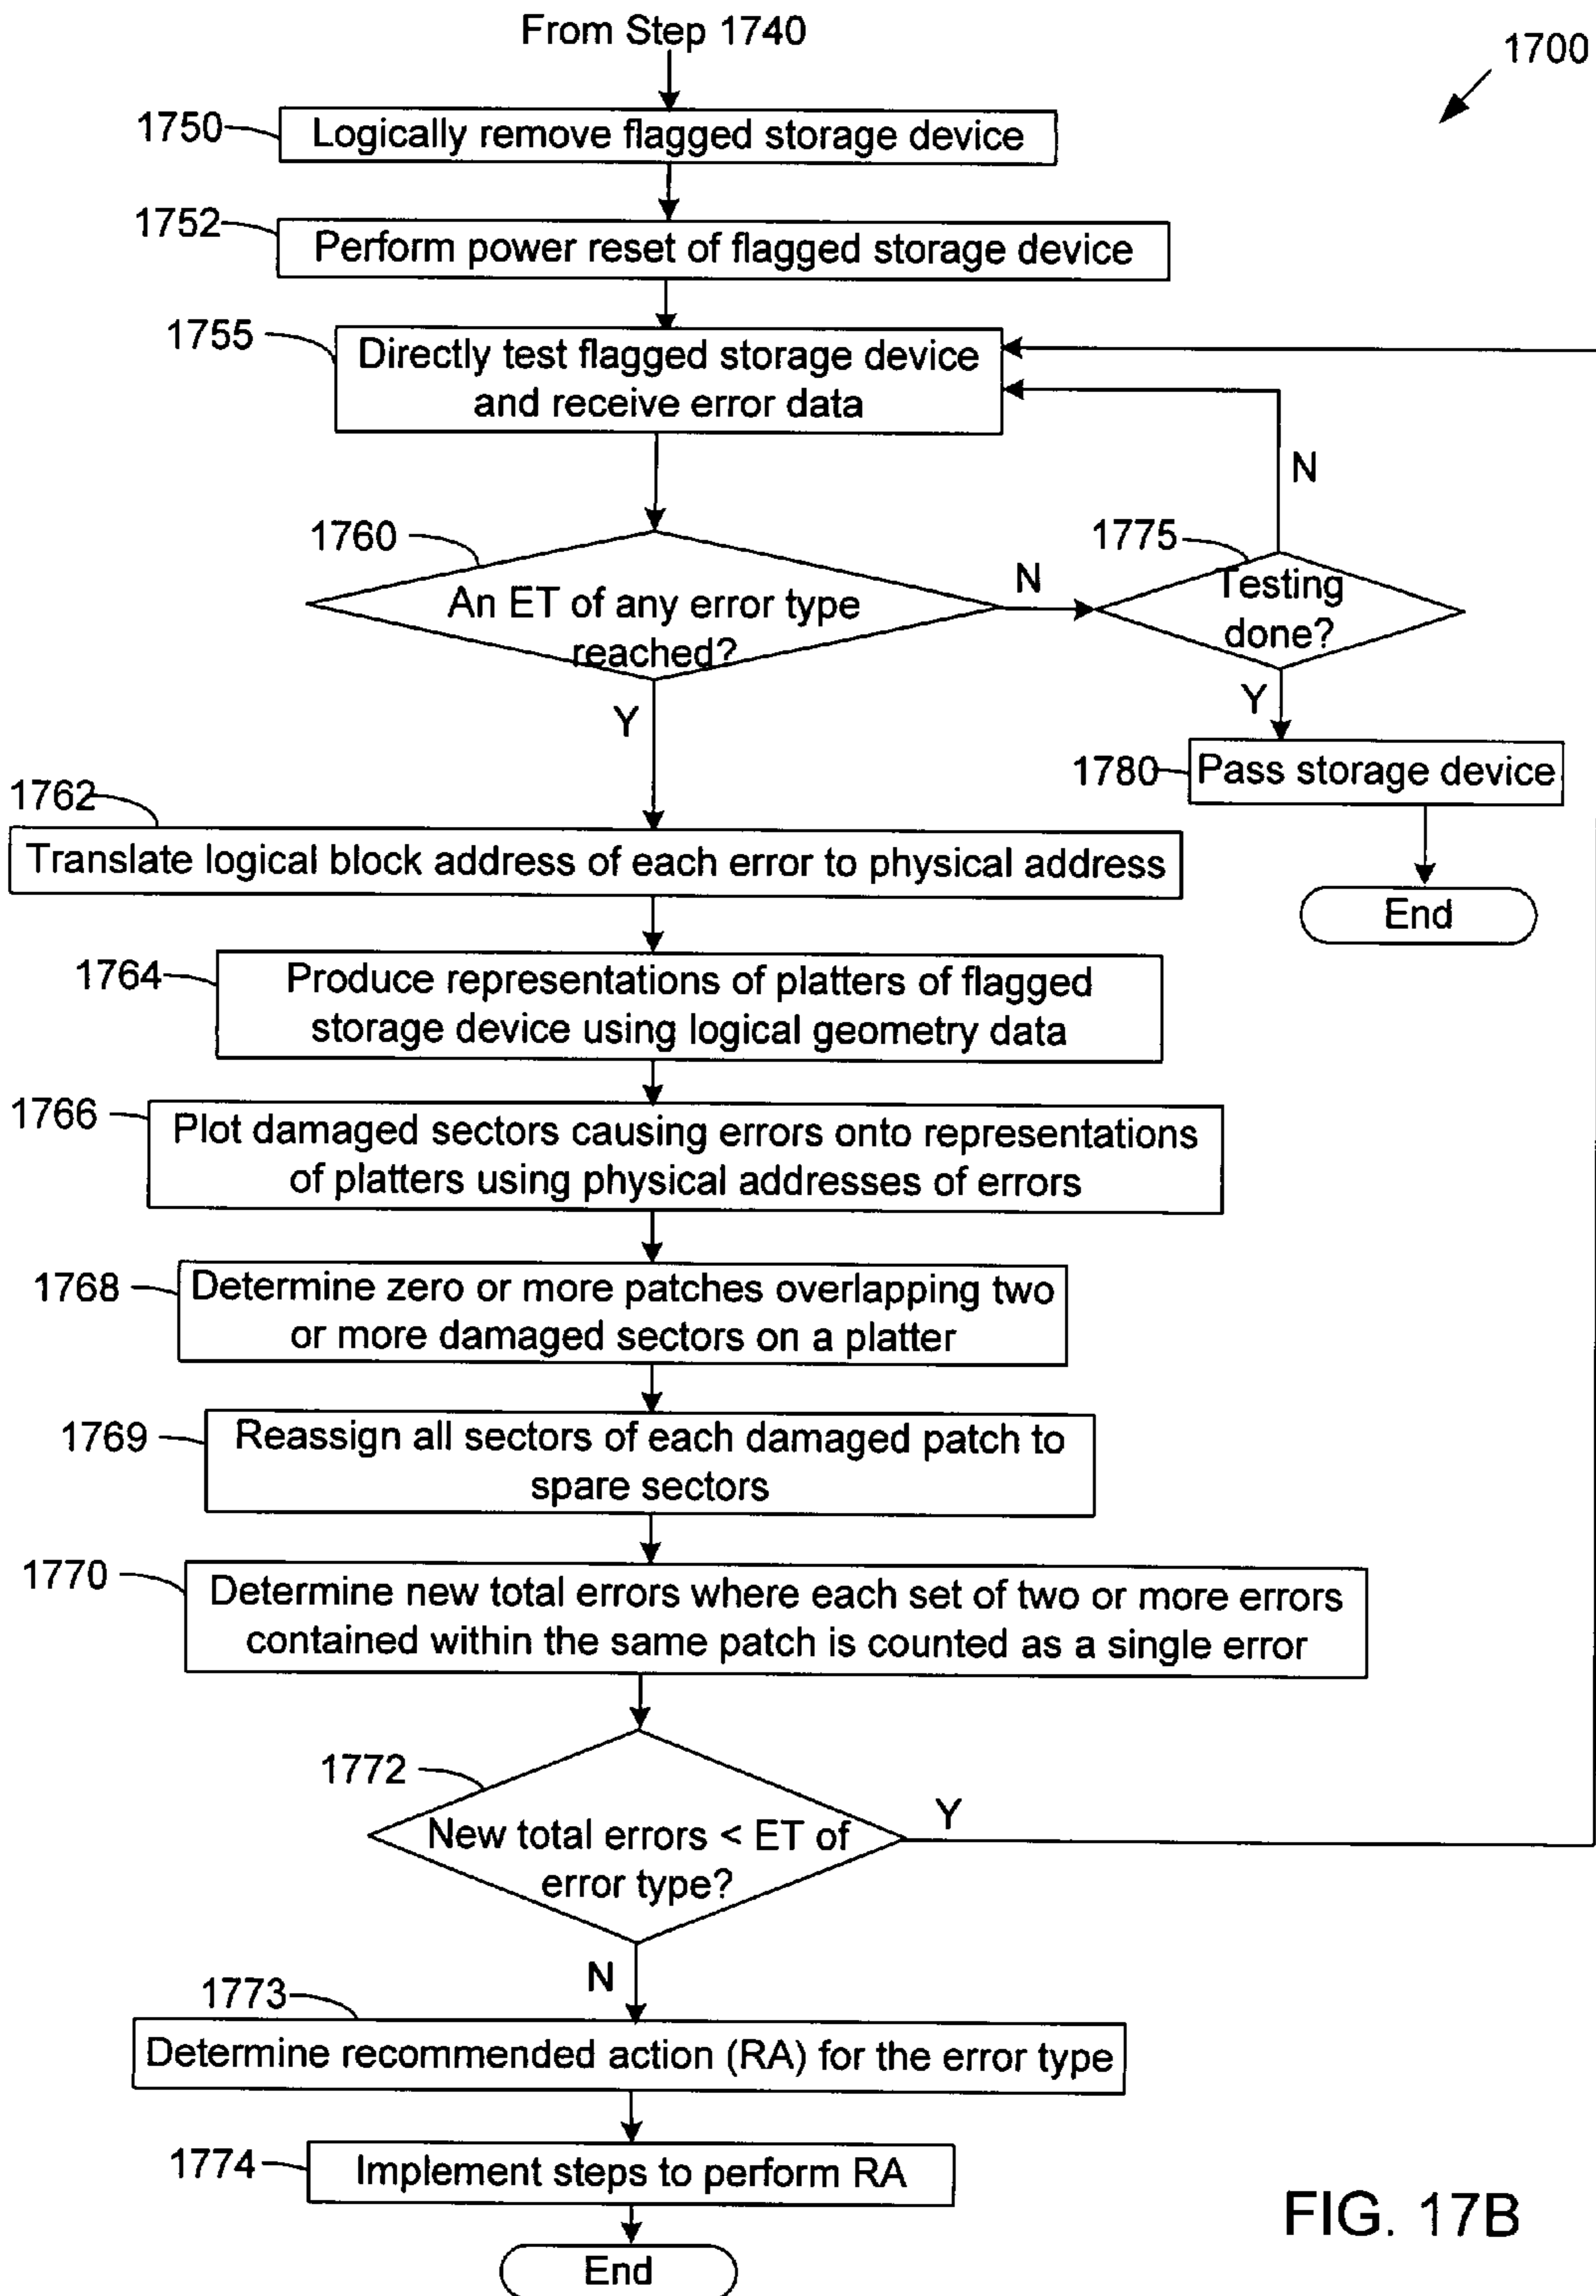 From Step 1740
1700
1750
Logically remove flagged storage device
1752
Perform power reset of flagged storage device
1755
Directly test flagged storage device
and receive error data
N
1760
An ET of any error type
reached?
N
1775
Testing
done?
Y
Y
1780
Pass storage device
End
1762
Translate logical block address of each error to physical address
1764
Produce representations of platters of flagged
storage device using logical geometry data
1766
Plot damaged sectors causing errors onto representations
of platters using physical addresses of errors
1768
Determine zero or more patches overlapping two
or more damaged sectors on a platter
1769
Reassign all sectors of each damaged patch to
spare sectors
1770
Determine new total errors where each set of two or more errors
contained within the same patch is counted as a single error
1772
New total errors < ET of
error type?
Y
N
1773
Determine recommended action (RA) for the error type
1774
Implement steps to perform RA
End
FIG. 17B